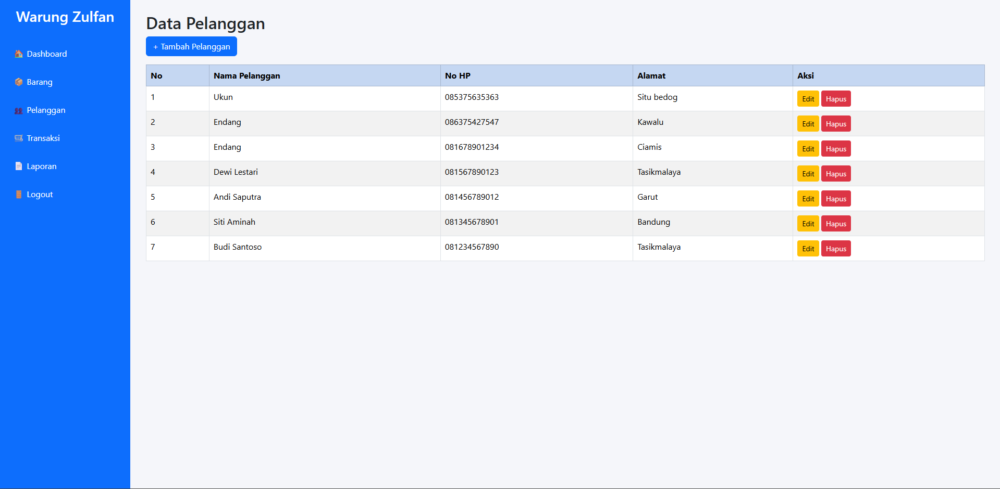 Warung Zulfan
Dashboard
Barang
Pelanggan
Transaksi
Laporan
Logout
Data Pelanggan
+ Tambah Pelanggan
No Nama Pelanggan No HP Alamat Aksi
1 Ukun 085375635363 Situ bedog Edit Hapus
2 Endang 086375427547 Kawalu Edit Hapus
3 Endang 081678901234 Ciamis Edit Hapus
4 Dewi Lestari 081567890123 Tasikmalaya Edit Hapus
5 Andi Saputra 081456789012 Garut Edit Hapus
6 Siti Aminah 081345678901 Bandung Edit Hapus
7 Budi Santoso 081234567890 Tasikmalaya Edit Hapus